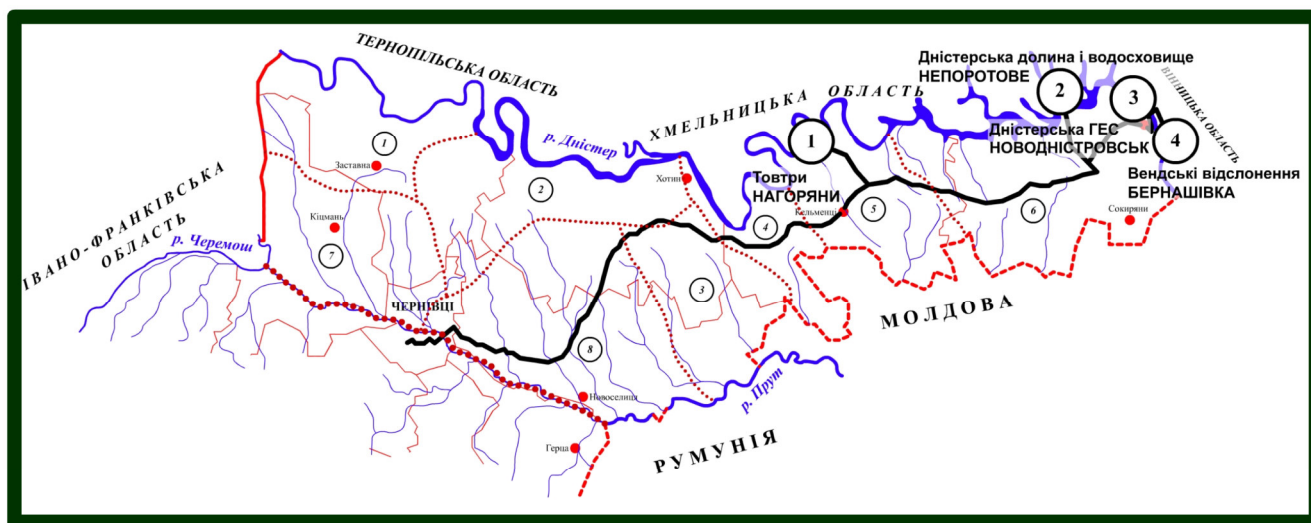 ТЕРНОПІЛЬСЬКА ОБЛАСТЬ
ХМЕЛЬНИЦЬКА ОБЛАСТЬ
Дністерська долина і водосховище
НЕПОРОТОВЕ
ВІННИЦЬКА ОБЛАСТЬ
2
3
1
4
Дністерська ГЕС
НОВОДНІСТРОВСЬК
Вендські відслонення
БЕРНАШІВКА
Товтри
НАГОРЯНИ
р. Дністер
1
Заставна
2
Хотин
Кельменці
4
5
6
Сокиряни
ІВАНО-ФРАНКІВСЬКА
ОБЛАСТЬ
р. Черемош
Кіцмань
7
ЧЕРНІВЦІ
3
МОЛДОВА
8
Новоселиця
р. Прут
Герца
РУМУНІЯ